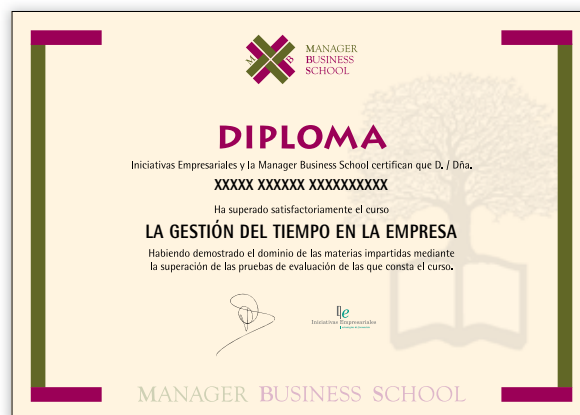 M B
MANAGER
BUSINESS
SCHOOL
DIPLOMA
Iniciativas Empresariales y la Manager Business School certifican que D. / Dña.
XXXXX XXXXXX XXXXXXXXXX
Ha superado satisfactoriamente el curso
LA GESTIÓN DEL TIEMPO EN LA EMPRESA
Habiendo demostrado el dominio de las materias impartidas mediante
la superación de las pruebas de evaluación de las que consta el curso.
Iniciativas Empresariales
MANAGER BUSINESS SCHOOL